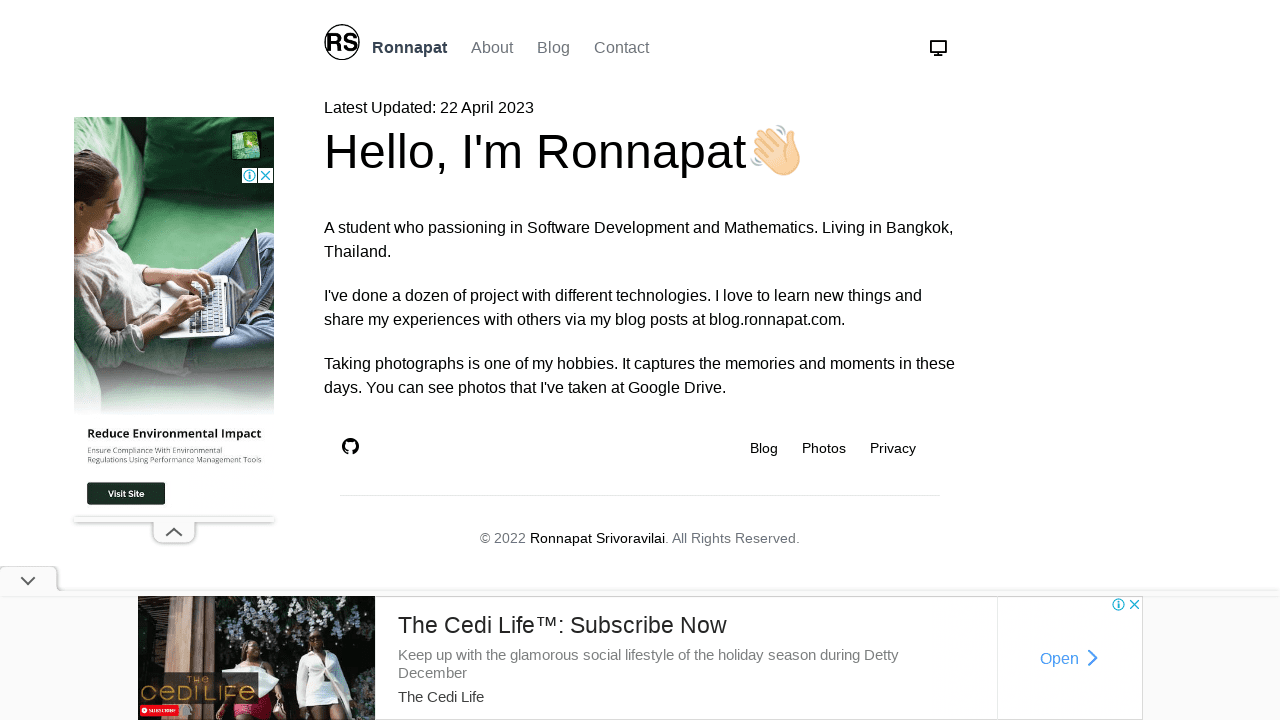 RS
Ronnapat About Blog Contact
Latest Updated: 22 April 2023
Hello, I'm Ronnapat👋🏻
A student who passioning in Software Development and Mathematics. Living in Bangkok,
Thailand.
I've done a dozen of project with different technologies. I love to learn new things and
share my experiences with others via my blog posts at blog.ronnapat.com.
Taking photographs is one of my hobbies. It captures the memories and moments in these
days. You can see photos that I've taken at Google Drive.
Reduce Environmental Impact
Ensure Compliance With Environmental
Regulations Using Performance Management Tools
Visit Site
Blog Photos Privacy
© 2022 Ronnapat Srivoravilai. All Rights Reserved.
THE
CEDI LIFE
SUBSCRIBE
The Cedi Life™: Subscribe Now
Keep up with the glamorous social lifestyle of the holiday season during Detty
December
The Cedi Life
Open